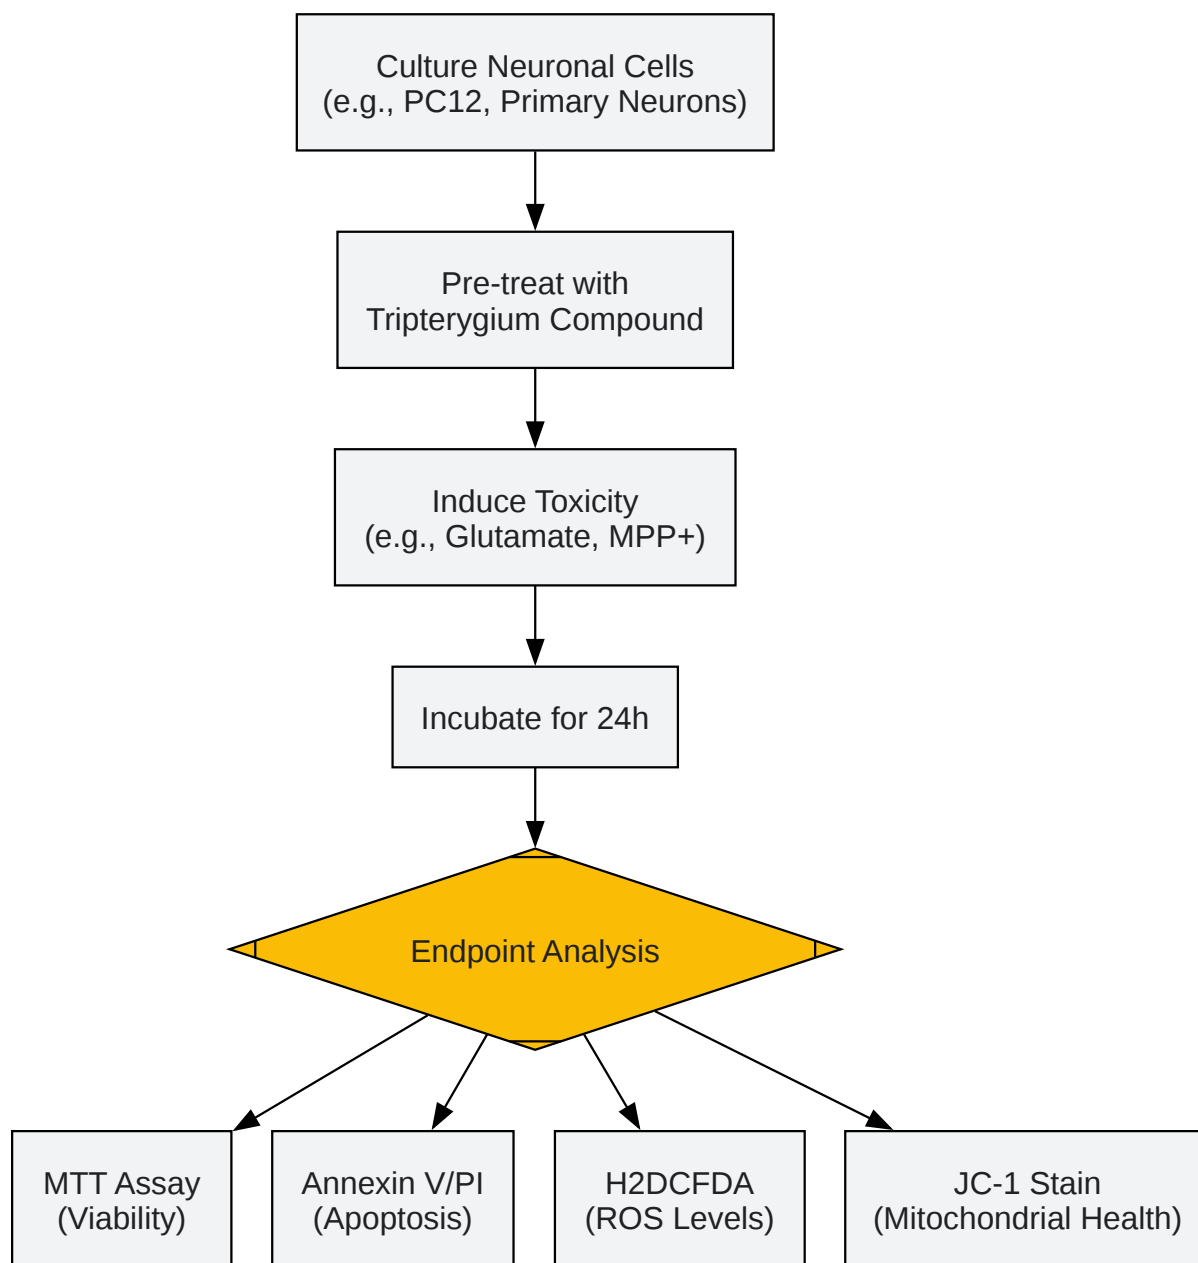 Culture Neuronal Cells
(e.g., PC12, Primary Neurons)
Pre-treat with
Tripterygium Compound
Induce Toxicity
(e.g., Glutamate, MPP+)
Incubate for 24h
Endpoint Analysis
MTT Assay
(Viability)
Annexin V/PI
(Apoptosis)
H2DCFDA
(ROS Levels)
JC-1 Stain
(Mitochondrial Health)